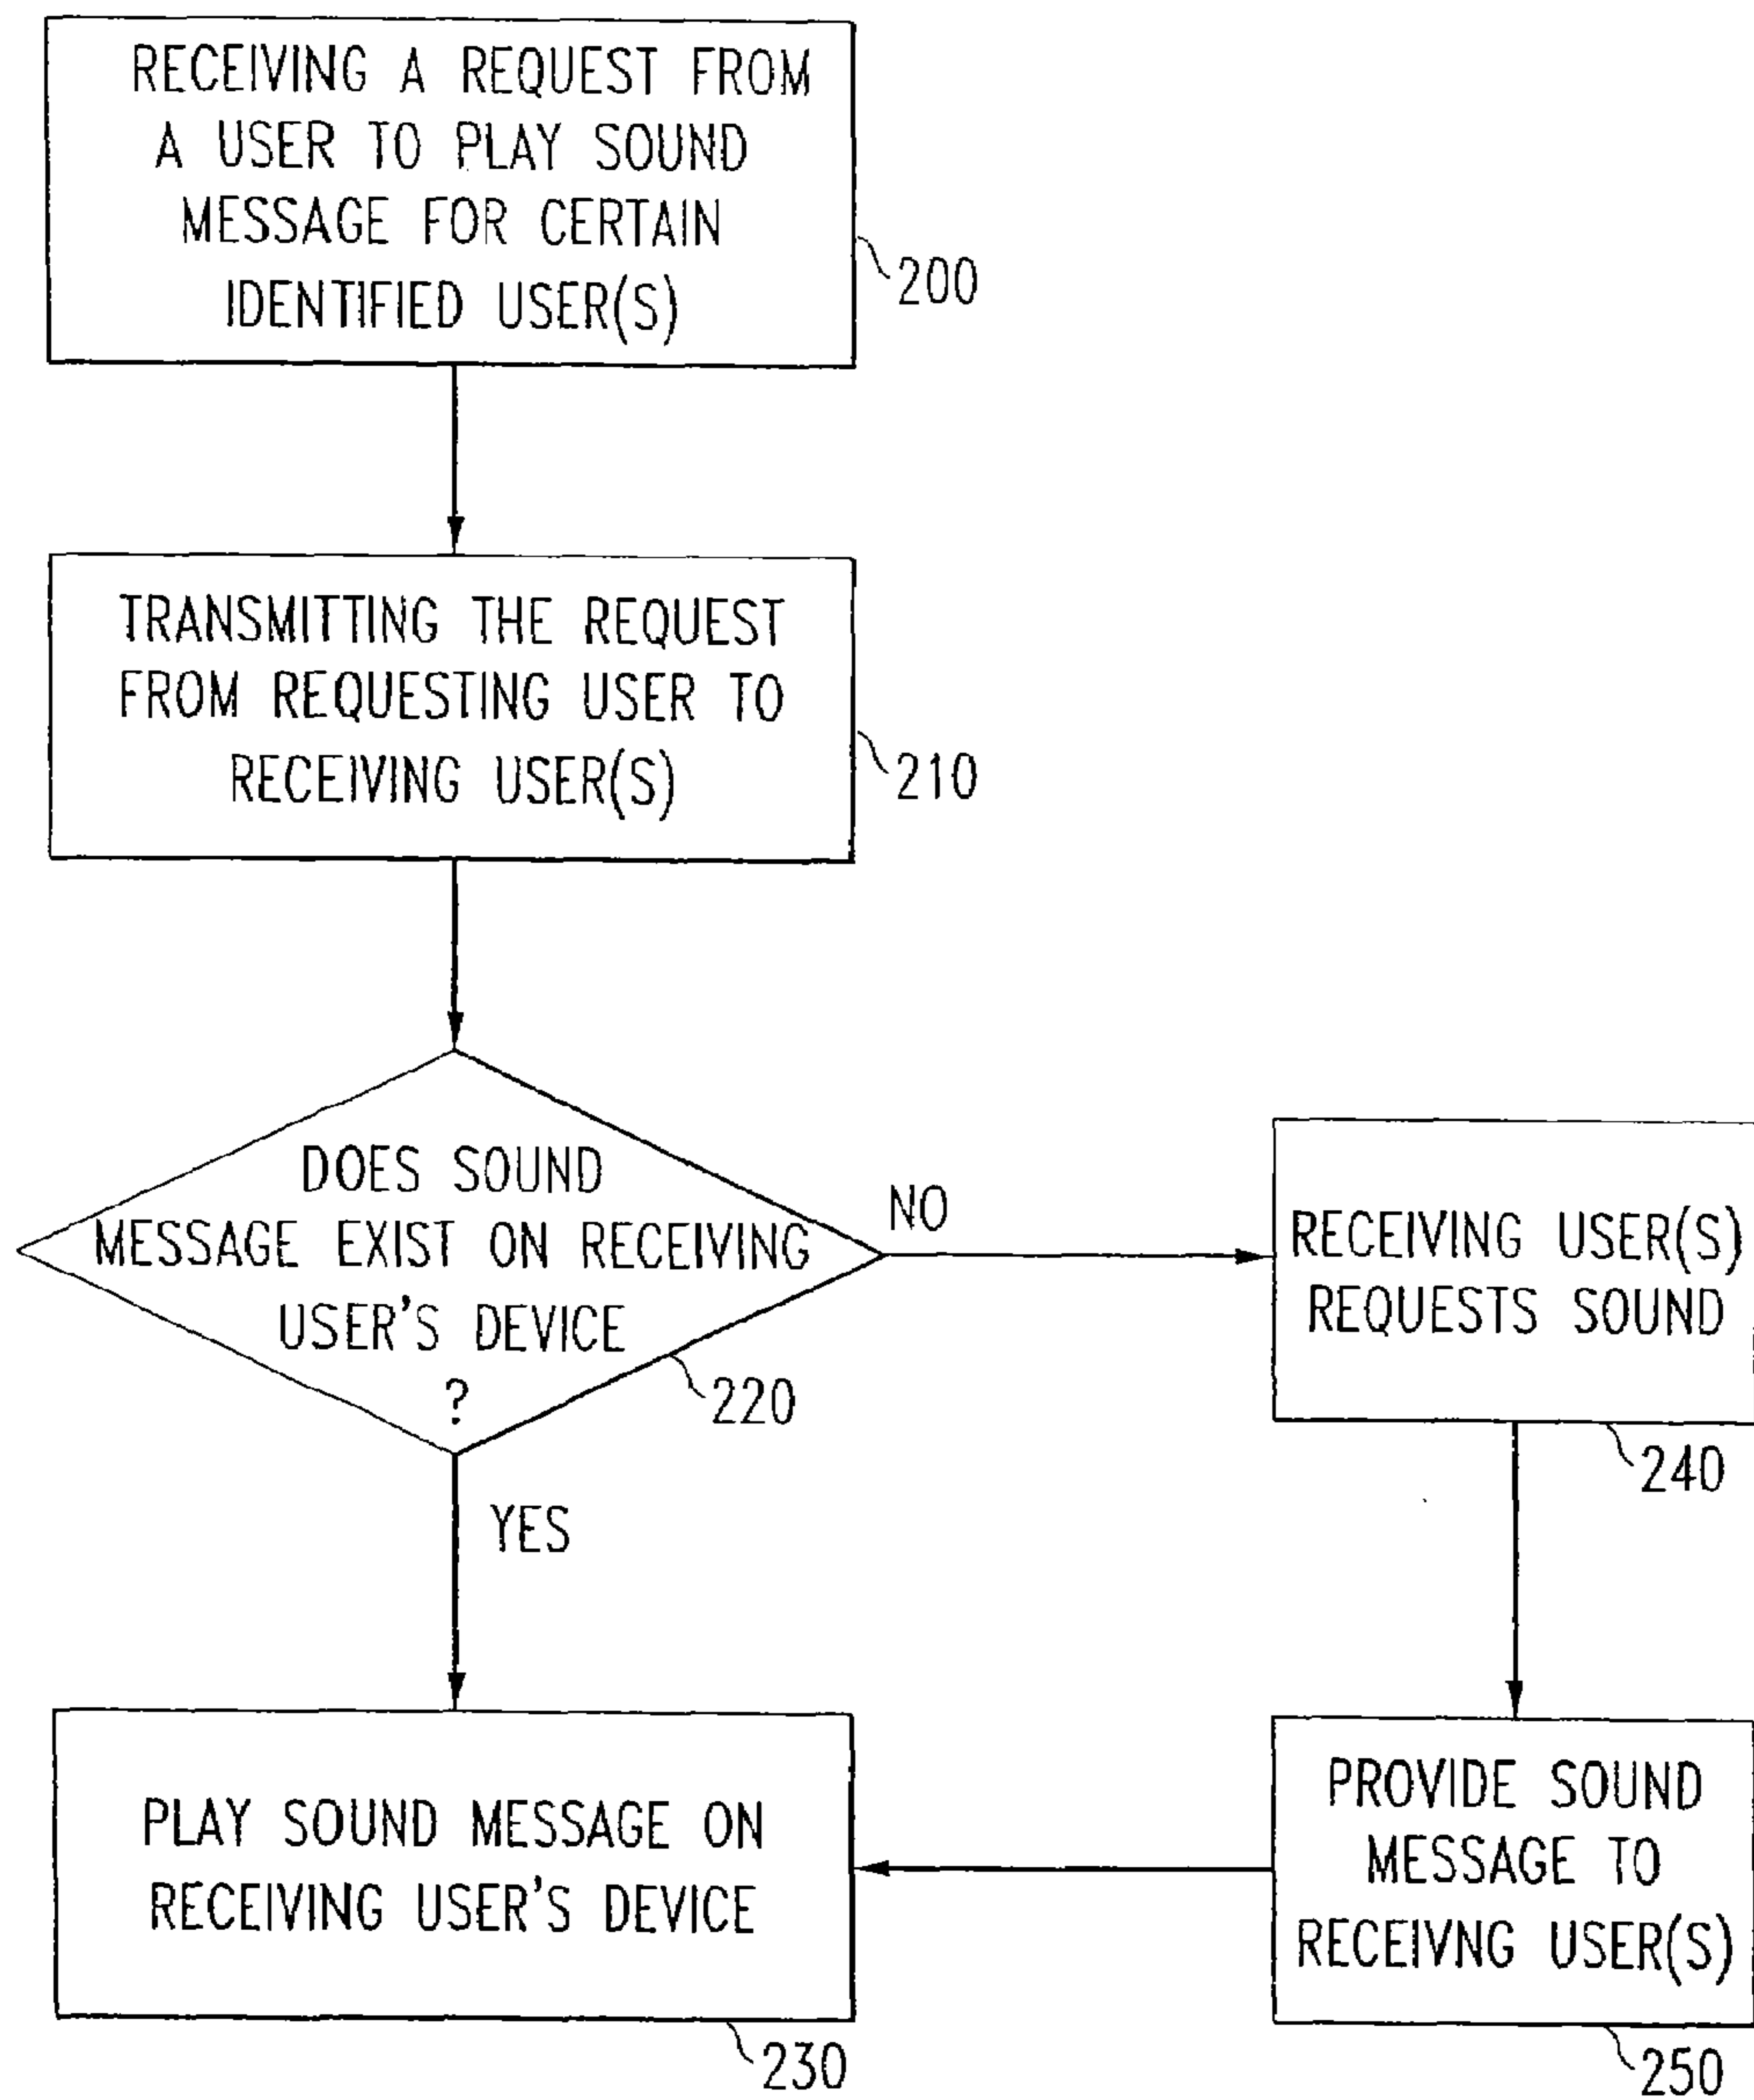 RECEIVING A REQUEST FROM
A USER TO PLAY SOUND
MESSAGE FOR CERTAIN
IDENTIFIED USER(S)
200
TRANSMITTING THE REQUEST
FROM REQUESTING USER TO
RECEIVING USER(S)
210
DOES SOUND
MESSAGE EXIST ON RECEIVING
USER'S DEVICE
?
220
NO
RECEIVING USER(S)
REQUESTS SOUND
240
YES
PLAY SOUND MESSAGE ON
RECEIVING USER'S DEVICE
230
PROVIDE SOUND
MESSAGE TO
RECEIVNG USER(S)
250